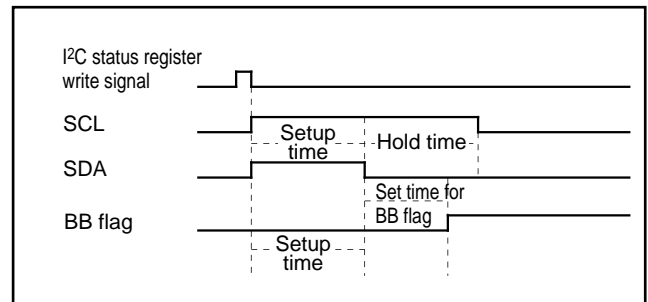 I²C status register
write signal
SCL
Setup
time
Hold time
SDA
Set time for
BB flag
BB flag
Setup
time